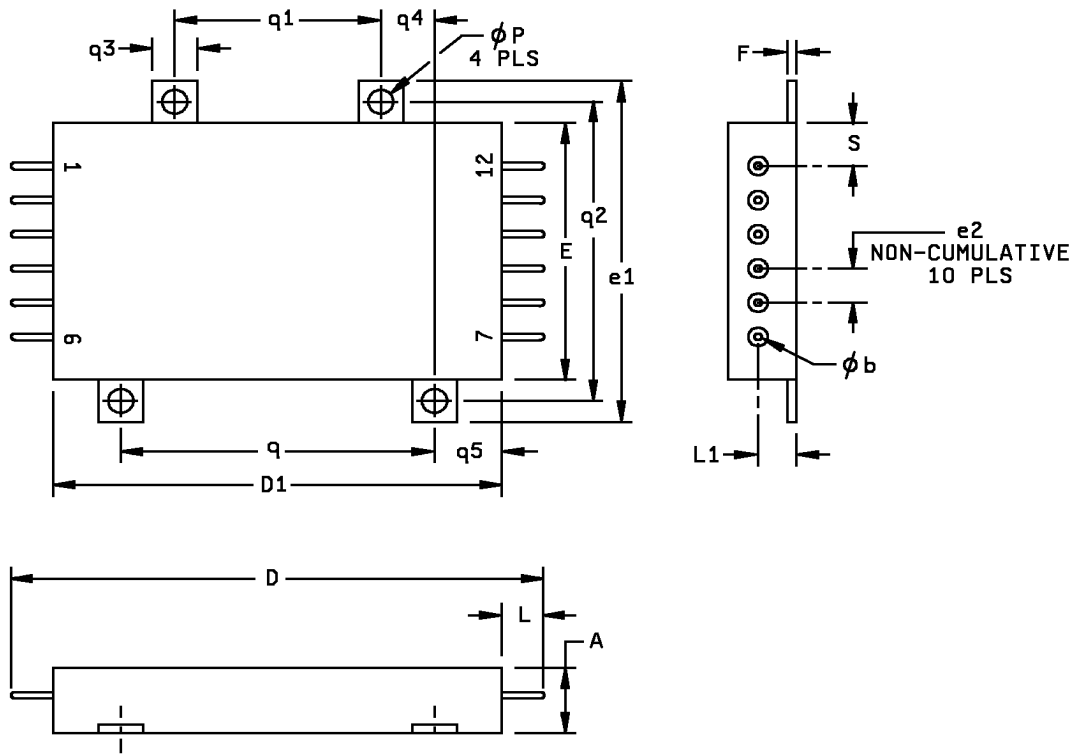 q1
q4
q3
ϕP
4 PLS
F
S
1
12
q2
E
e1
e2
NON-CUMULATIVE
10 PLS
6
7
ϕb
q
q5
L1
D1
D
L
A